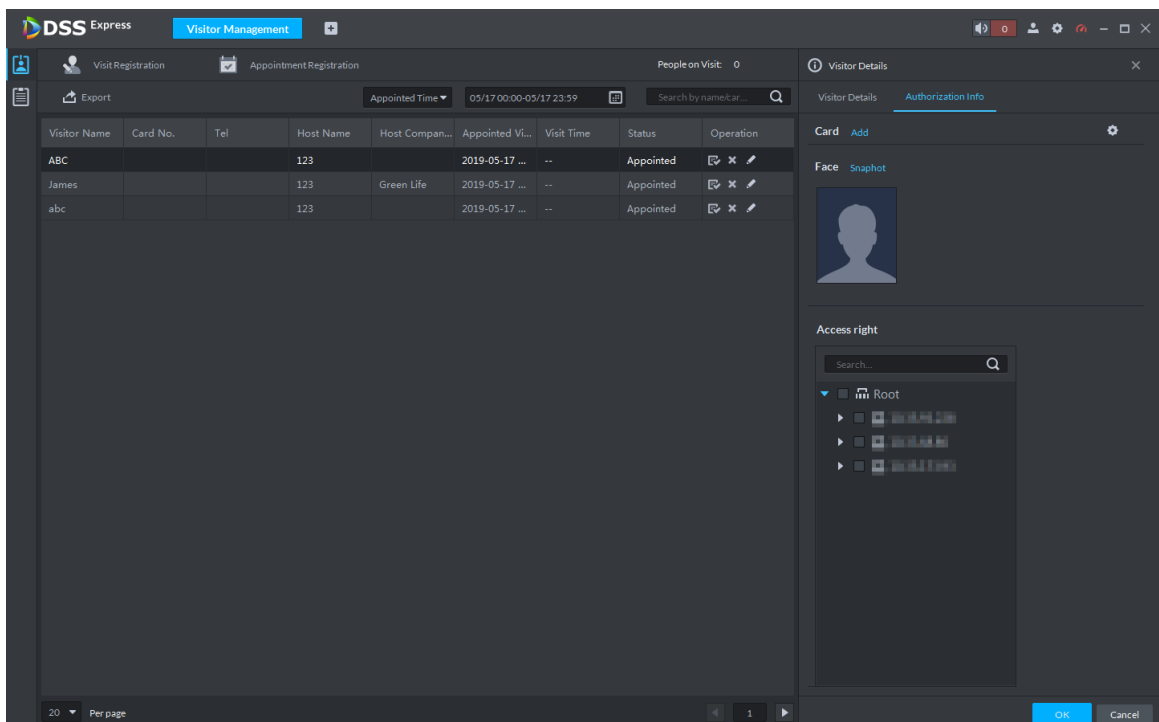 DSS Express Visitor Management 0
Visit Registration Appointment Registration People on Visit: 0 Visitor Details
Export Appointed Time 05/17 00:00-05/17 23:59 Search by name/car... Visitor Details Authorization Info
Visitor Name Card No. Tel Host Name Host Compan... Appointed Vi... Visit Time Status Operation Card Add
ABC 123 2019-05-17 ... -- Appointed
Face Snaphot
James 123 Green Life 2019-05-17 ... -- Appointed
abc 123 2019-05-17 ... -- Appointed
Access right
Search...
Root
20 Per page 1 OK Cancel